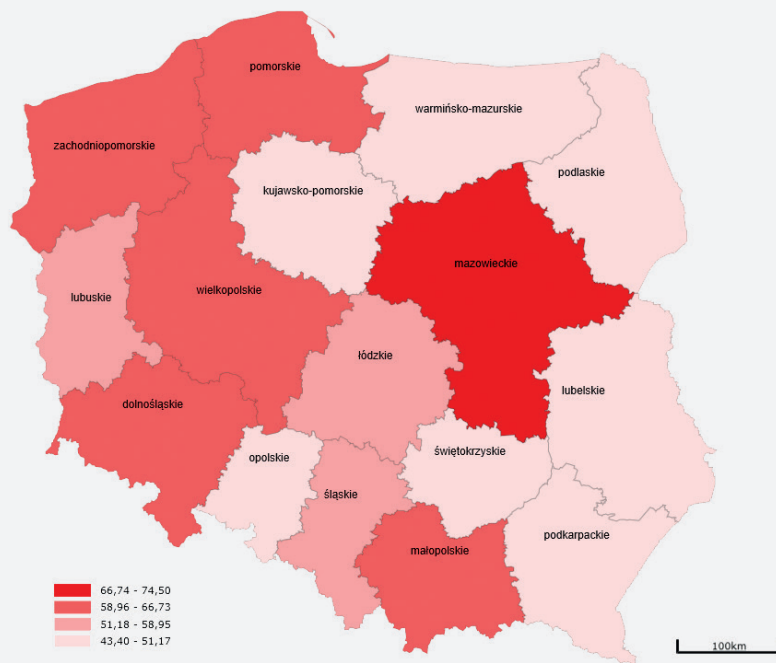 pomorskie
warmińsko-mazurskie
zachodniopomorskie
podlaskie
kujawsko-pomorskie
mazowieckie
wielkopolskie
lubuskie
łódzkie
lubelskie
dolnośląskie
świętokrzyskie
opolskie
śląskie
podkarpackie
małopolskie
66,74 - 74,50
58,96 - 66,73
51,18 - 58,95
43,40 - 51,17
100km